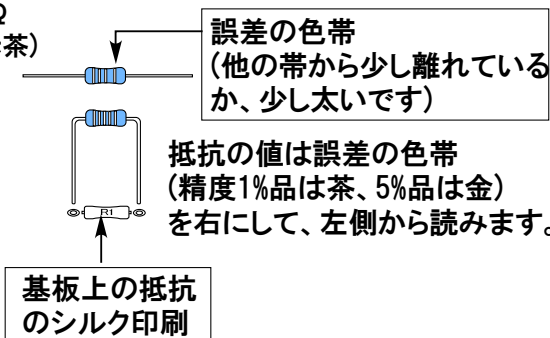 Ω
茶)
誤差の色帯
(他の帯から少し離れている
か、少し太いです)
抵抗の値は誤差の色帯
(精度1%品は茶、5%品は金)
を右にして、左側から読みます。
R1
基板上の抵抗
のシルク印刷